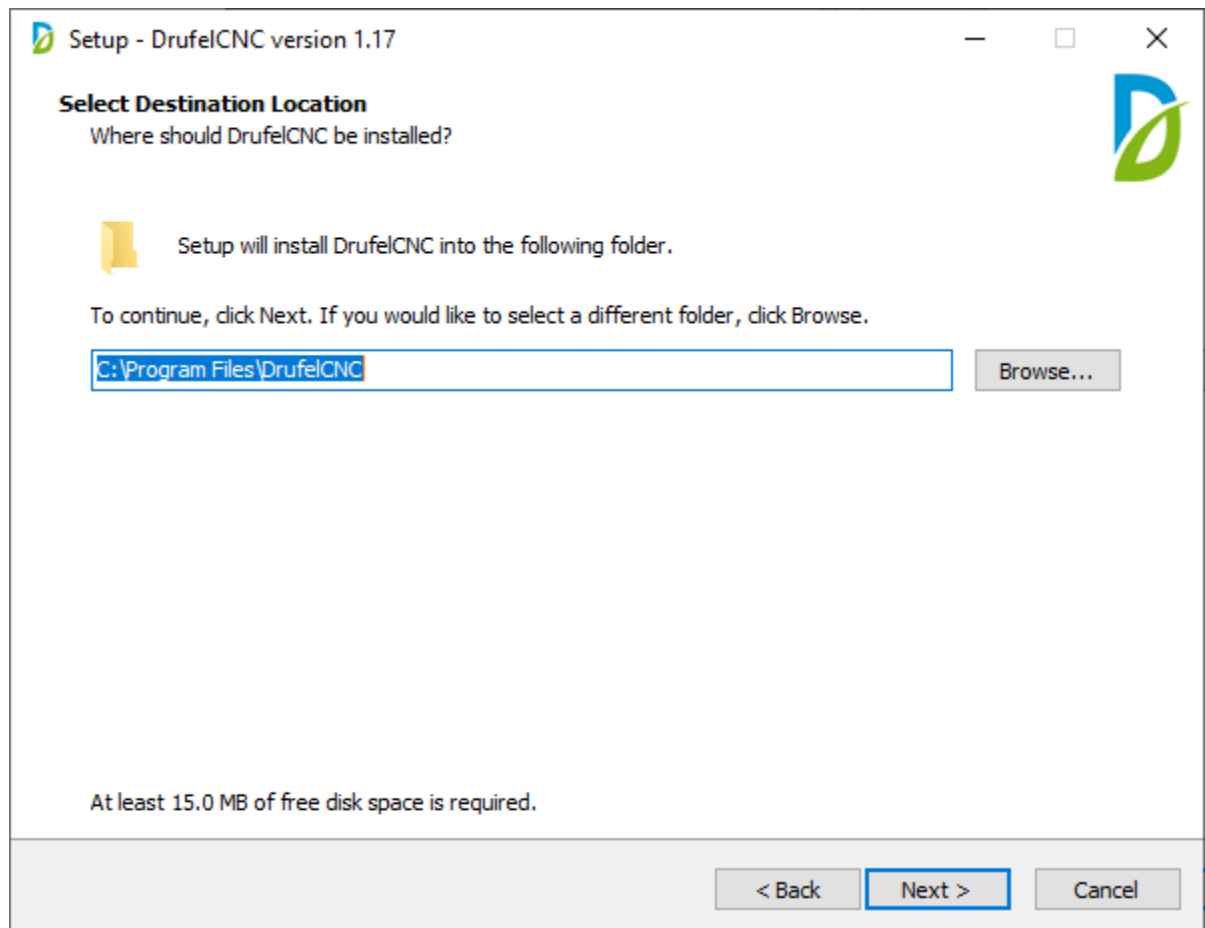 Setup - DrufelCNC version 1.17
Select Destination Location
Where should DrufelCNC be installed?
Setup will install DrufelCNC into the following folder.
To continue, click Next. If you would like to select a different folder, click Browse.
C:\Program Files\DrufelCNC
Browse...
At least 15.0 MB of free disk space is required.
< Back
Next >
Cancel